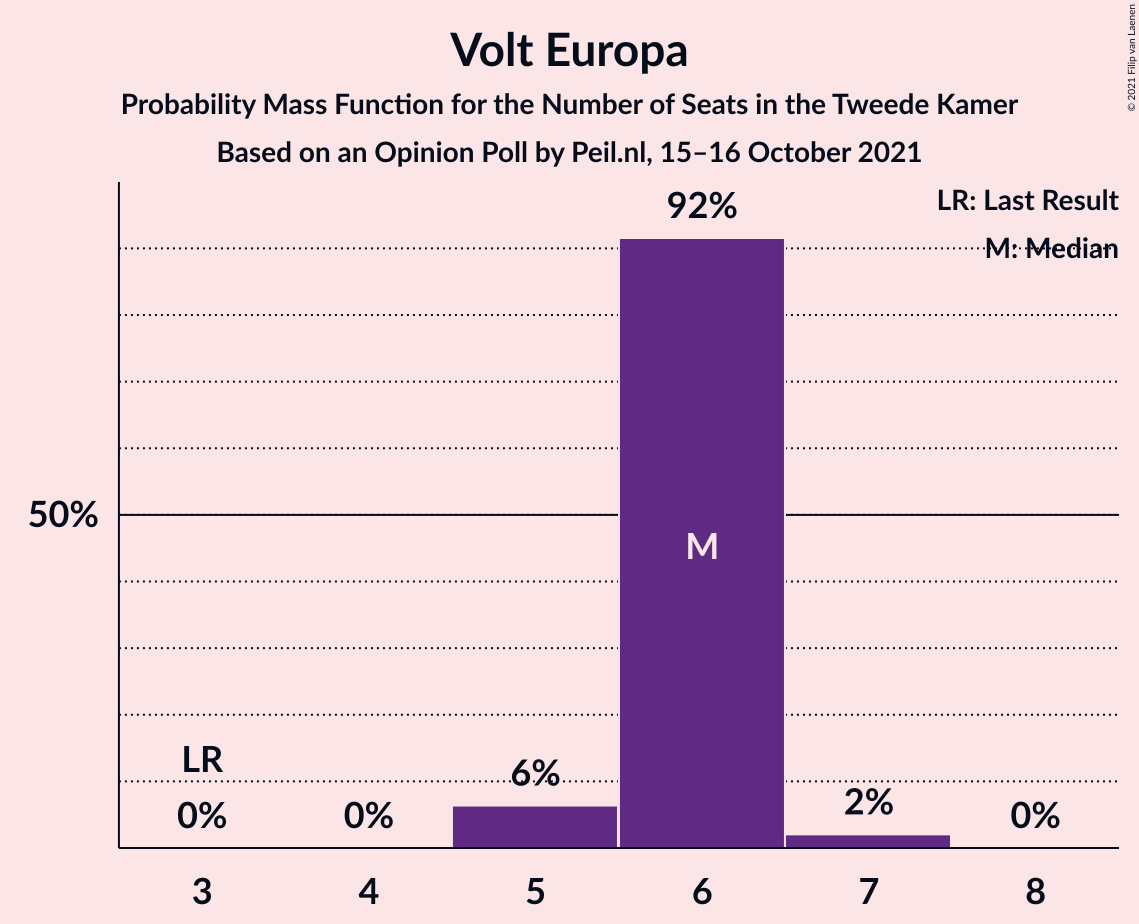 Volt Europa
Probability Mass Function for the Number of Seats in the Tweede Kamer
Based on an Opinion Poll by Peil.nl, 15–16 October 2021
© 2021 Filip van Laenen
LR: Last Result
M: Median
92%
50%
M
LR
0%
0%
6%
2%
0%
3 4 5 6 7 8